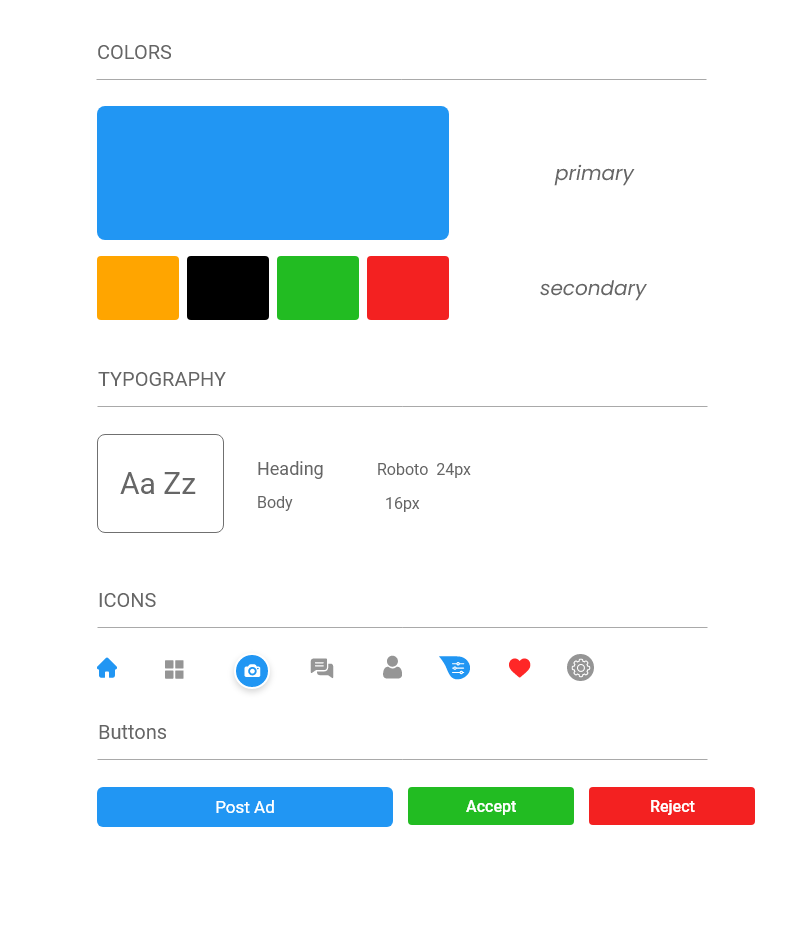 COLORS
primary
secondary
TYPOGRAPHY
Aa Zz
Heading Roboto 24px
Body 16px
ICONS
Buttons
Post Ad Accept Reject